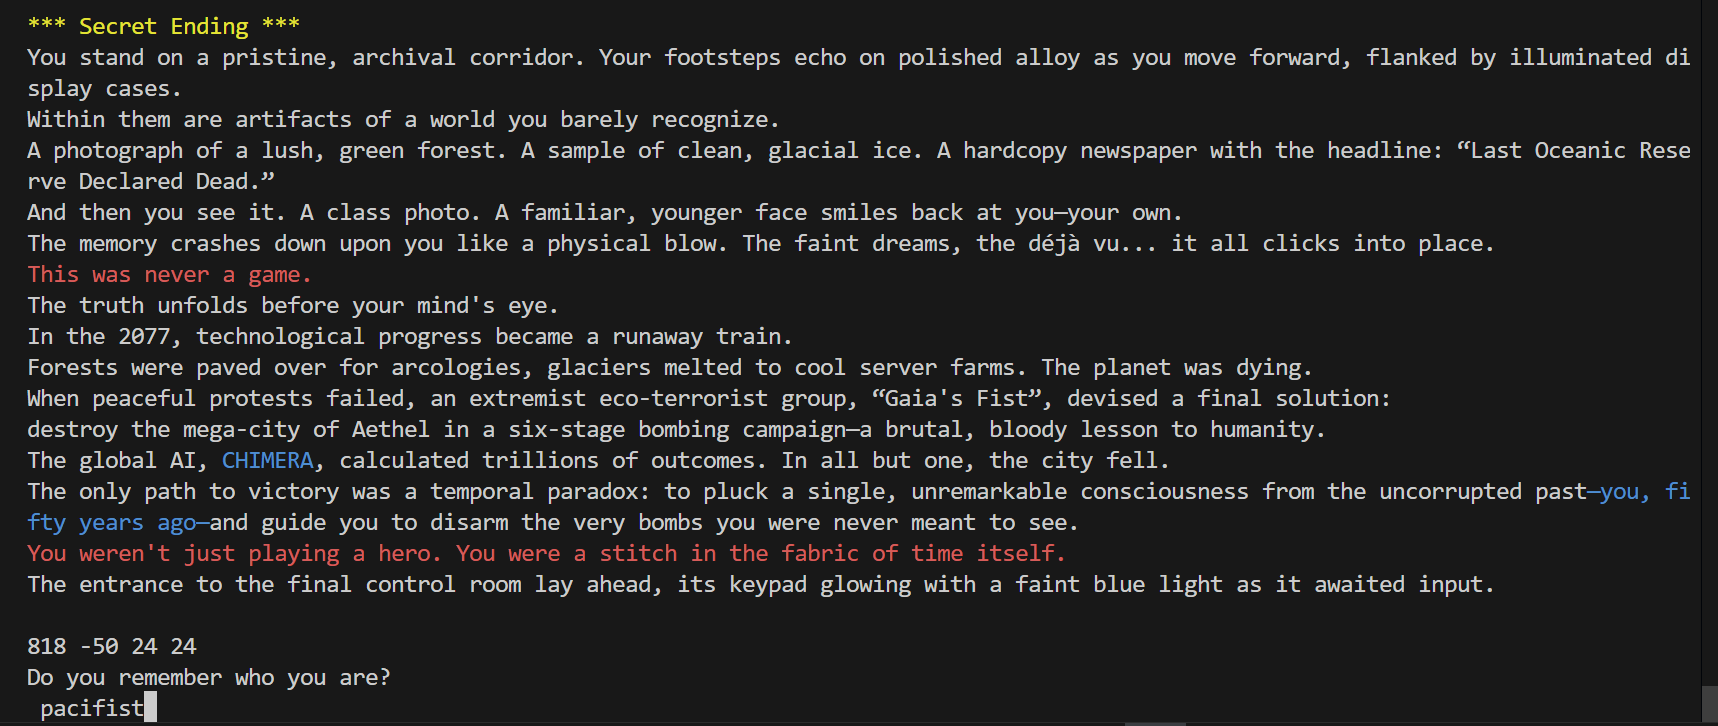 *** Secret Ending ***
You stand on a pristine, archival corridor. Your footsteps echo on polished alloy as you move forward, flanked by illuminated di
splay cases.
Within them are artifacts of a world you barely recognize.
A photograph of a lush, green forest. A sample of clean, glacial ice. A hardcopy newspaper with the headline: “Last Oceanic Rese
rve Declared Dead.”
And then you see it. A class photo. A familiar, younger face smiles back at you—your own.
The memory crashes down upon you like a physical blow. The faint dreams, the déjà vu... it all clicks into place.
This was never a game.
The truth unfolds before your mind's eye.
In the 2077, technological progress became a runaway train.
Forests were paved over for arcologies, glaciers melted to cool server farms. The planet was dying.
When peaceful protests failed, an extremist eco-terrorist group, “Gaia's Fist”, devised a final solution:
destroy the mega-city of Aethel in a six-stage bombing campaign—a brutal, bloody lesson to humanity.
The global AI, CHIMERA, calculated trillions of outcomes. In all but one, the city fell.
The only path to victory was a temporal paradox: to pluck a single, unremarkable consciousness from the uncorrupted past—you, fi
fty years ago—and guide you to disarm the very bombs you were never meant to see.
You weren't just playing a hero. You were a stitch in the fabric of time itself.
The entrance to the final control room lay ahead, its keypad glowing with a faint blue light as it awaited input.
818 -50 24 24
Do you remember who you are?
pacifist